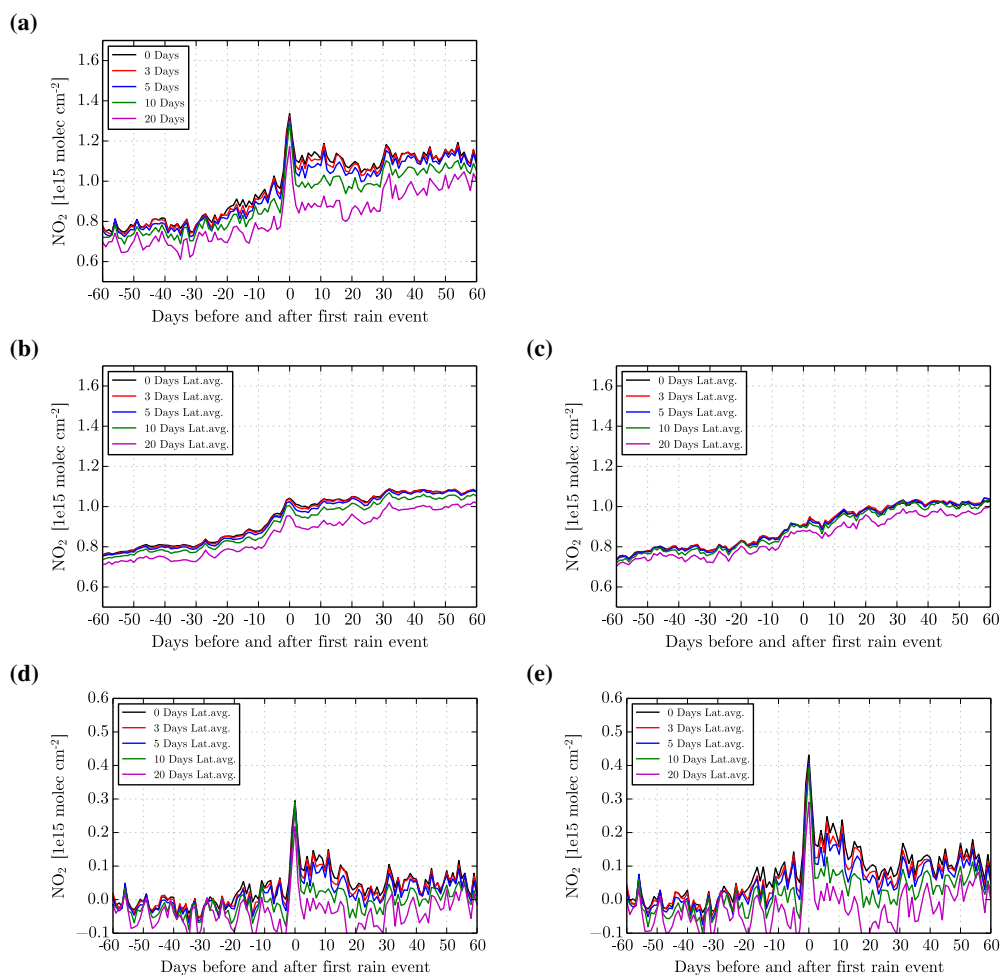 (a)
NO₂ [1e15 molec cm⁻²]
1.6
1.4
1.2
1.0
0.8
0.6
0 Days
3 Days
5 Days
10 Days
20 Days
-60 -50 -40 -30 -20 -10 0 10 20 30 40 50 60
Days before and after first rain event
(b)
NO₂ [1e15 molec cm⁻²]
1.6
1.4
1.2
1.0
0.8
0.6
0 Days Lat.avg.
3 Days Lat.avg.
5 Days Lat.avg.
10 Days Lat.avg.
20 Days Lat.avg.
-60 -50 -40 -30 -20 -10 0 10 20 30 40 50 60
Days before and after first rain event
(c)
NO₂ [1e15 molec cm⁻²]
1.6
1.4
1.2
1.0
0.8
0.6
0 Days Lat.avg.
3 Days Lat.avg.
5 Days Lat.avg.
10 Days Lat.avg.
20 Days Lat.avg.
-60 -50 -40 -30 -20 -10 0 10 20 30 40 50 60
Days before and after first rain event
(d)
NO₂ [1e15 molec cm⁻²]
0.6
0.5
0.4
0.3
0.2
0.1
0.0
−0.1
0 Days Lat.avg.
3 Days Lat.avg.
5 Days Lat.avg.
10 Days Lat.avg.
20 Days Lat.avg.
-60 -50 -40 -30 -20 -10 0 10 20 30 40 50 60
Days before and after first rain event
(e)
NO₂ [1e15 molec cm⁻²]
0.6
0.5
0.4
0.3
0.2
0.1
0.0
−0.1
0 Days Lat.avg.
3 Days Lat.avg.
5 Days Lat.avg.
10 Days Lat.avg.
20 Days Lat.avg.
-60 -50 -40 -30 -20 -10 0 10 20 30 40 50 60
Days before and after first rain event